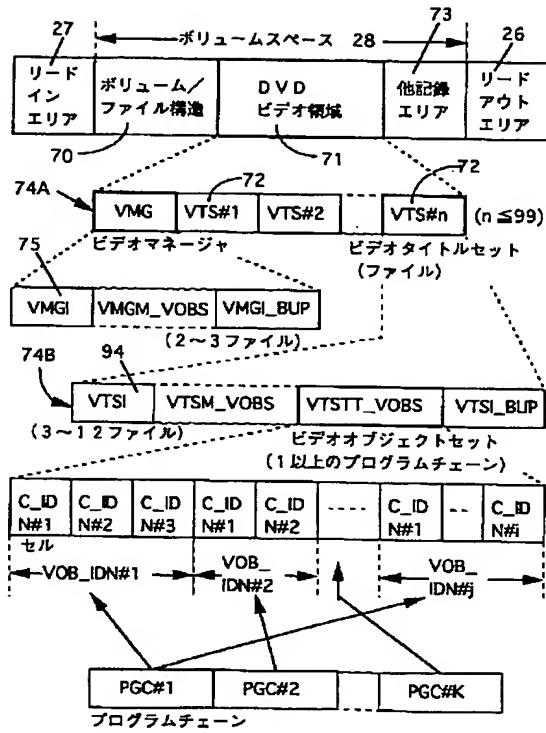 27
ボリュームスペース 28
73
26
リード
イン
エリア
ボリューム/
ファイル構造
DVD
ビデオ領域
他記録
エリア
リード
アウト
エリア
70
71
72
72
74A
VMG
VTS#1
VTS#2
VTS#n
(n≦99)
ビデオマネージャ
ビデオタイトルセット
(ファイル)
75
VMGI
VMGM_VOBS
VMGI_BUP
(2~3ファイル)
74B
94
VTSI
VTSM_VOBS
VTSTT_VOBS
VTSI_BUP
(3~12ファイル)
ビデオオブジェクトセット
(1以上のプログラムチェーン)
C_ID
N#1
C_ID
N#2
C_ID
N#3
C_ID
N#1
C_ID
N#2
C_ID
N#1
C_ID
N#i
セル
VOB_IDN#1
VOB_
IDN#2
VOB_
IDN#j
PGC#1
PGC#2
PGC#K
プログラムチェーン